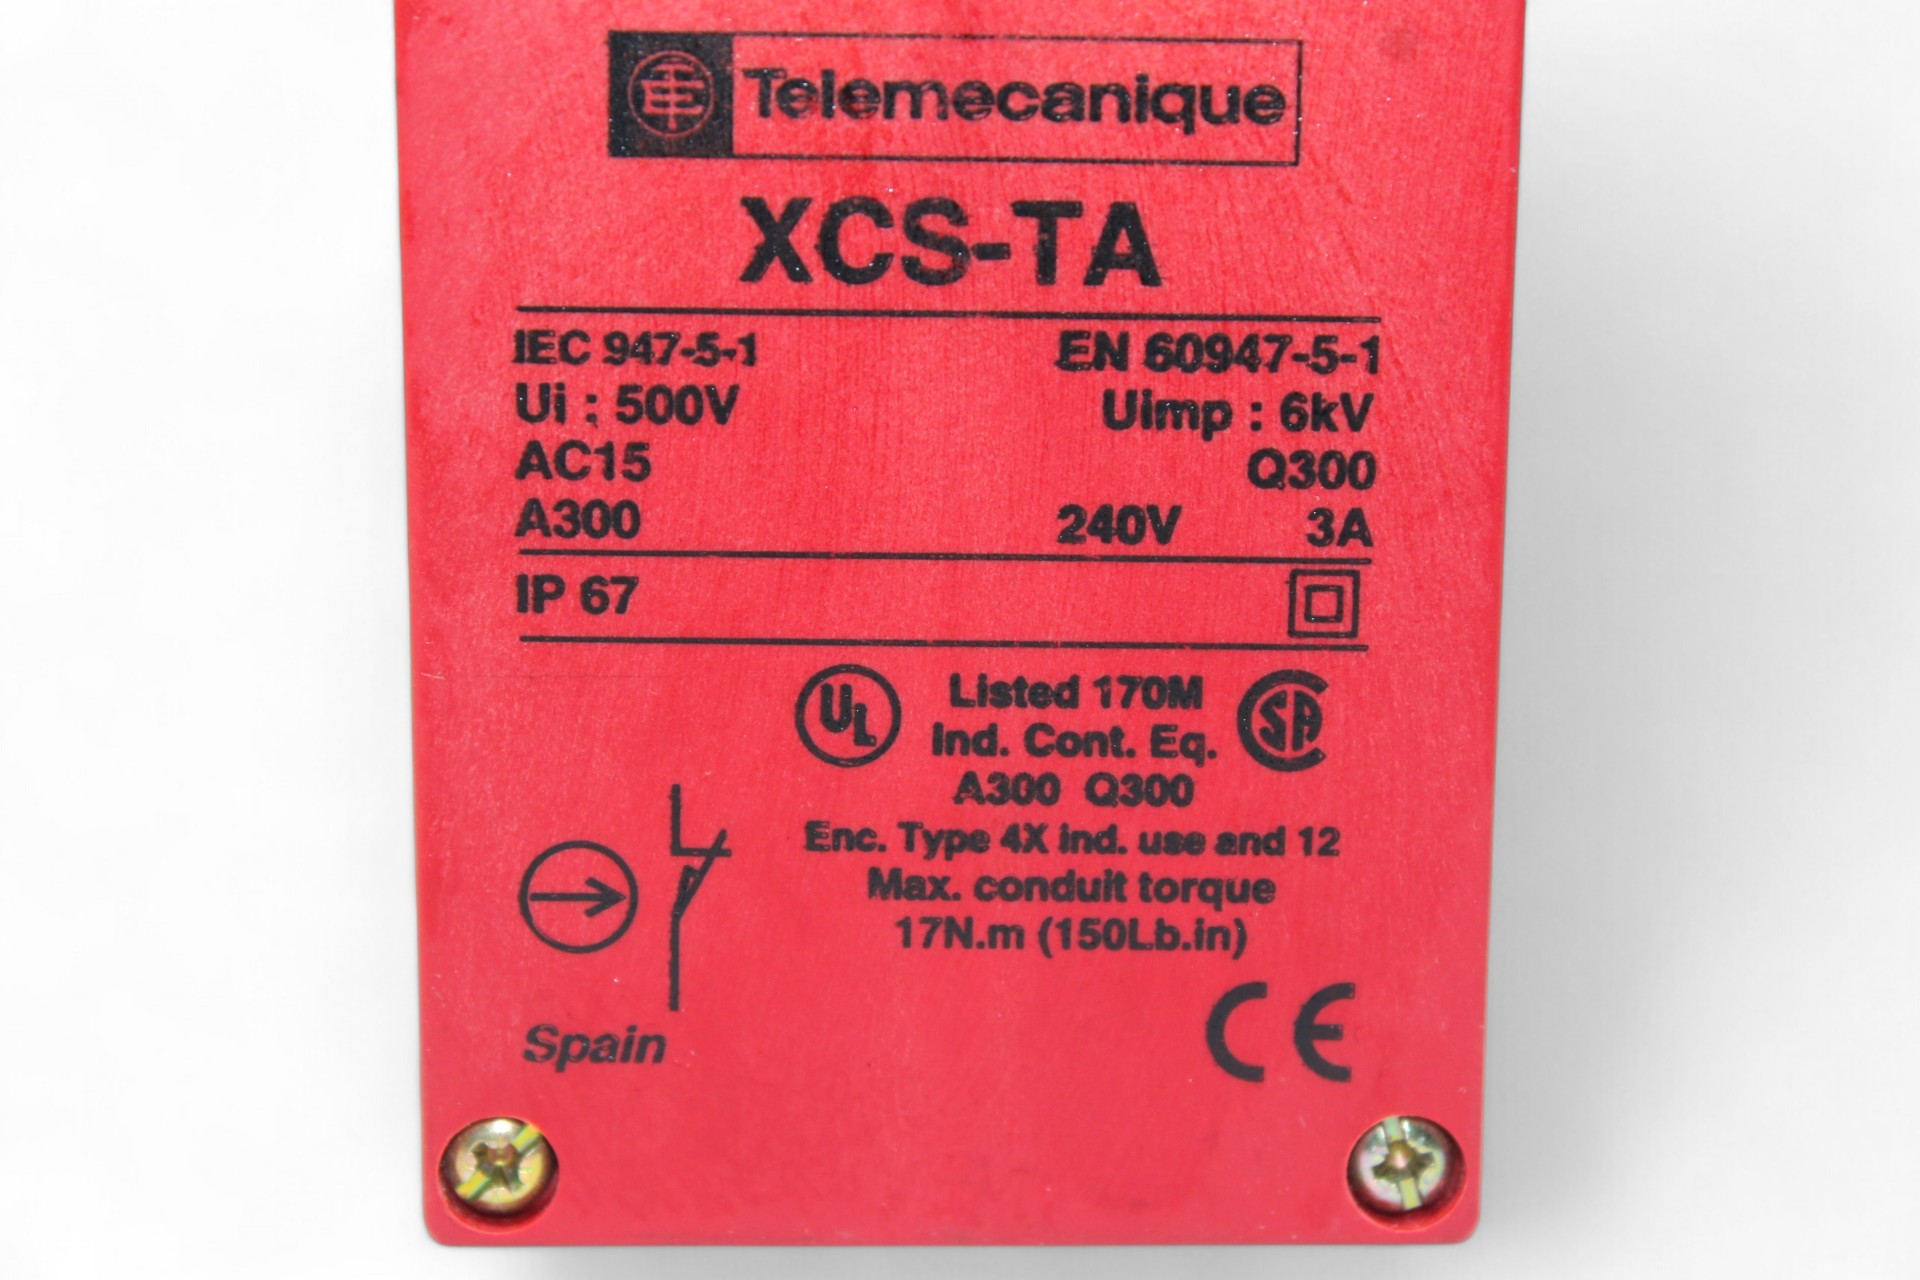 Telemecanique
XCS-TA
IEC 947-5-1 EN 60947-5-1
Ui : 500V Uimp : 6kV
AC15 Q300
A300 240V 3A
IP 67
UL Listed 170M CSA
Ind. Cont. Eq.
A300 Q300
Enc. Type 4X ind. use and 12
Max. conduit torque
17N.m (150Lb.in)
Spain
CE